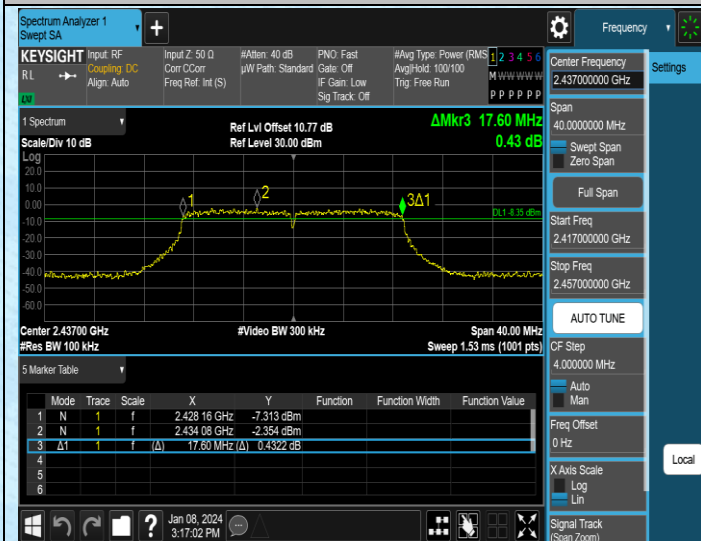 Spectrum Analyzer 1
Swept SA
Frequency
KEYSIGHT
RL
LXI
Input: RF
Coupling: DC
Align: Auto
Input Z: 50 Ω
Corr CCorr
Freq Ref: Int (S)
#Atten: 40 dB
µW Path: Standard
PNO: Fast
Gate: Off
IF Gain: Low
Sig Track: Off
#Avg Type: Power (RMS
Avg|Hold: 100/100
Trig: Free Run
1 2 3 4 5 6
M W W W W W
P P P P P P
1 Spectrum
Scale/Div 10 dB
Ref Lvl Offset 10.77 dB
Ref Level 30.00 dBm
ΔMkr3 17.60 MHz
0.43 dB
Log
20.0
10.0
0.00
-10.0
-20.0
-30.0
-40.0
-50.0
-60.0
1
2
3Δ1
DL1 -8.35 dBm
Center 2.43700 GHz
#Res BW 100 kHz
#Video BW 300 kHz
Span 40.00 MHz
Sweep 1.53 ms (1001 pts)
5 Marker Table
Mode Trace Scale X Y Function Function Width Function Value
1 N 1 f 2.428 16 GHz -7.313 dBm
2 N 1 f 2.434 08 GHz -2.354 dBm
3 Δ1 1 f (Δ) 17.60 MHz (Δ) 0.4322 dB
4
5
6
?
Jan 08, 2024
3:17:02 PM
Center Frequency
2.437000000 GHz
Span
40.0000000 MHz
Swept Span
Zero Span
Full Span
Start Freq
2.417000000 GHz
Stop Freq
2.457000000 GHz
AUTO TUNE
CF Step
4.000000 MHz
Auto
Man
Freq Offset
0 Hz
X Axis Scale
Log
Lin
Signal Track
(Span Zoom)
Settings
Local